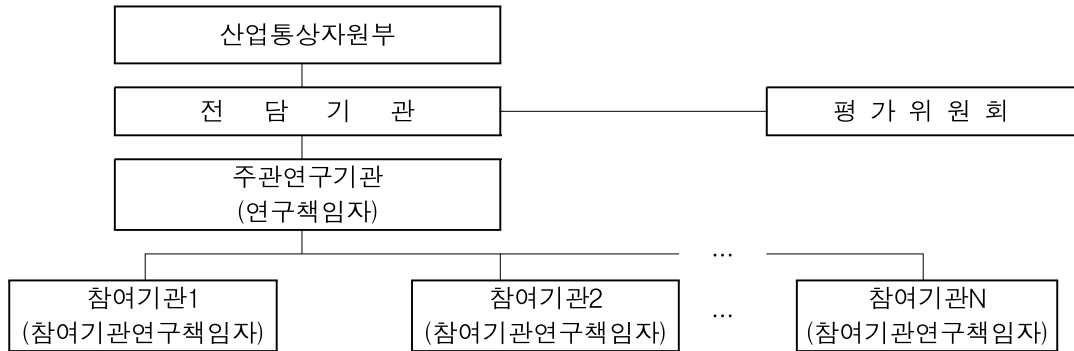 산업통상자원부
전 담 기 관
평 가 위 원 회
주관연구기관
(연구책임자)
...
참여기관1
(참여기관연구책임자)
참여기관2
(참여기관연구책임자)
...
참여기관N
(참여기관연구책임자)